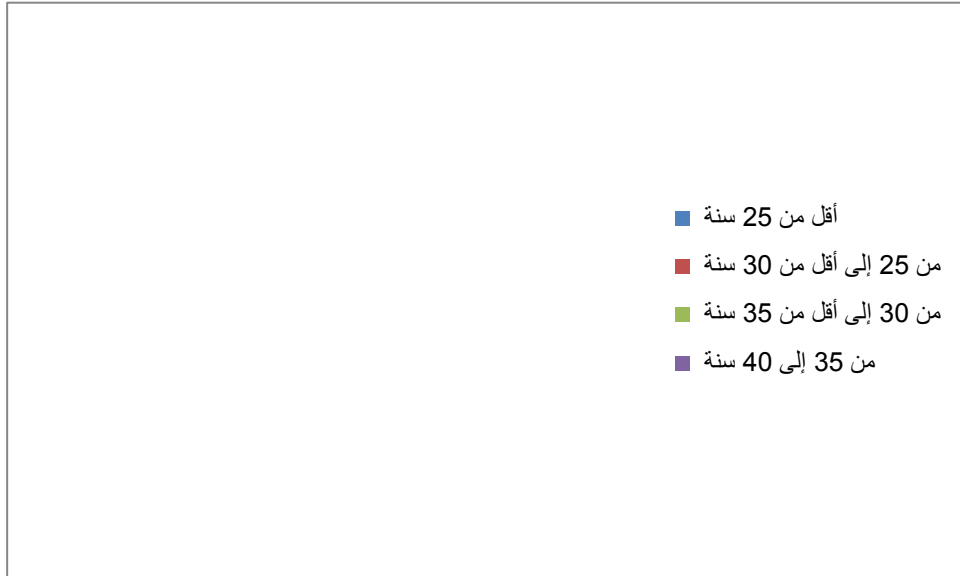 أقل من 25 سنة
من 25 إلى أقل من 30 سنة
من 30 إلى أقل من 35 سنة
من 35 إلى 40 سنة